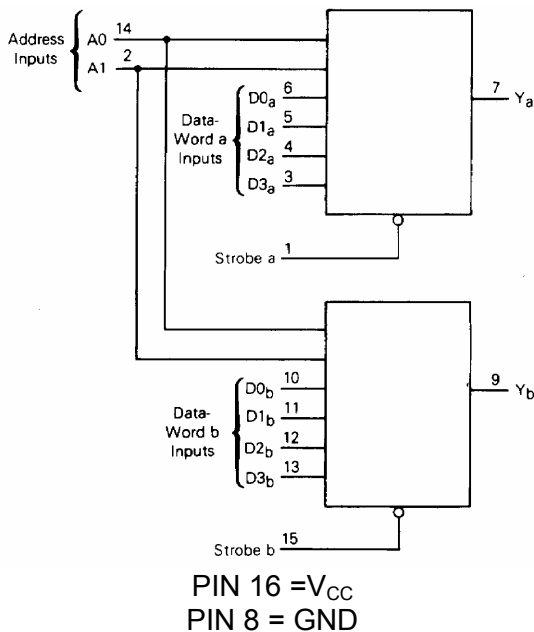 Address
Inputs
A0 14
A1 2
Data-
Word a
Inputs
D0a 6
D1a 5
D2a 4
D3a 3
7 Ya
Strobe a 1
Data-
Word b
Inputs
D0b 10
D1b 11
D2b 12
D3b 13
9 Yb
Strobe b 15
PIN 16 =VCC
PIN 8 = GND